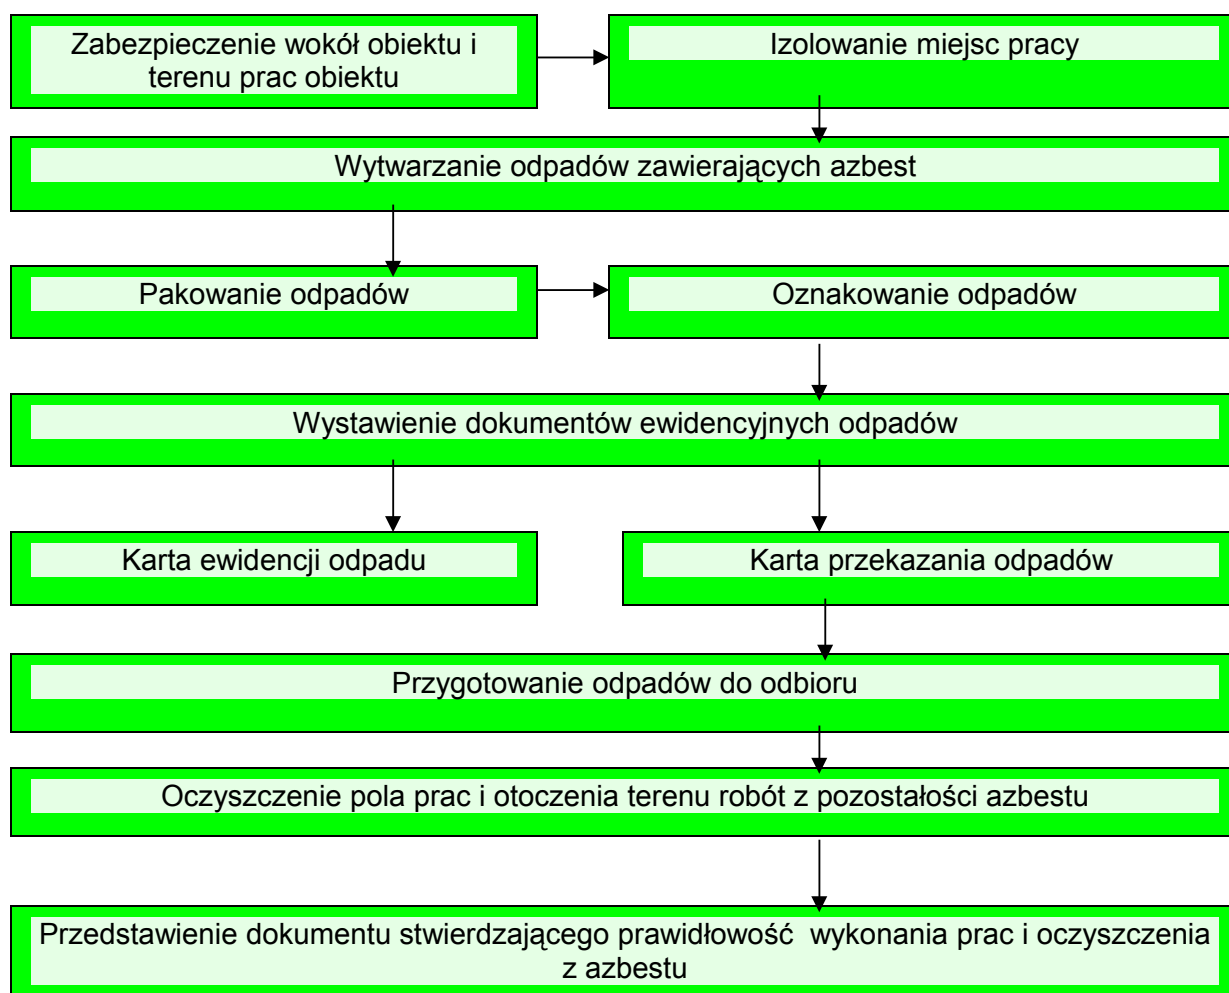 Zabezpieczenie wokół obiektu i
terenu prac obiektu
Izolowanie miejsc pracy
Wytwarzanie odpadów zawierających azbest
Pakowanie odpadów
Oznakowanie odpadów
Wystawienie dokumentów ewidencyjnych odpadów
Karta ewidencji odpadu
Karta przekazania odpadów
Przygotowanie odpadów do odbioru
Oczyszczenie pola prac i otoczenia terenu robót z pozostałości azbestu
Przedstawienie dokumentu stwierdzającego prawidłowość wykonania prac i oczyszczenia
z azbestu